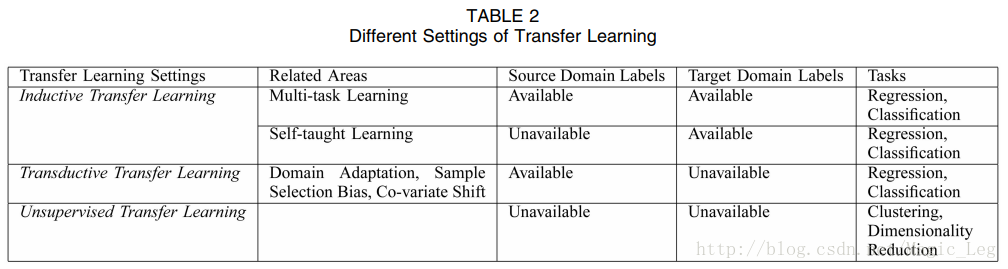 TABLE 2
Different Settings of Transfer Learning
Transfer Learning Settings Related Areas Source Domain Labels Target Domain Labels Tasks
Inductive Transfer Learning Multi-task Learning Available Available Regression,
Classification
Self-taught Learning Unavailable Available Regression,
Classification
Transductive Transfer Learning Domain Adaptation, Sample Available Unavailable Regression,
Selection Bias, Co-variate Shift Classification
Unsupervised Transfer Learning Unavailable Unavailable Clustering,
Dimensionality
Reduction
http://blog.csdn.net/Magic_Leg